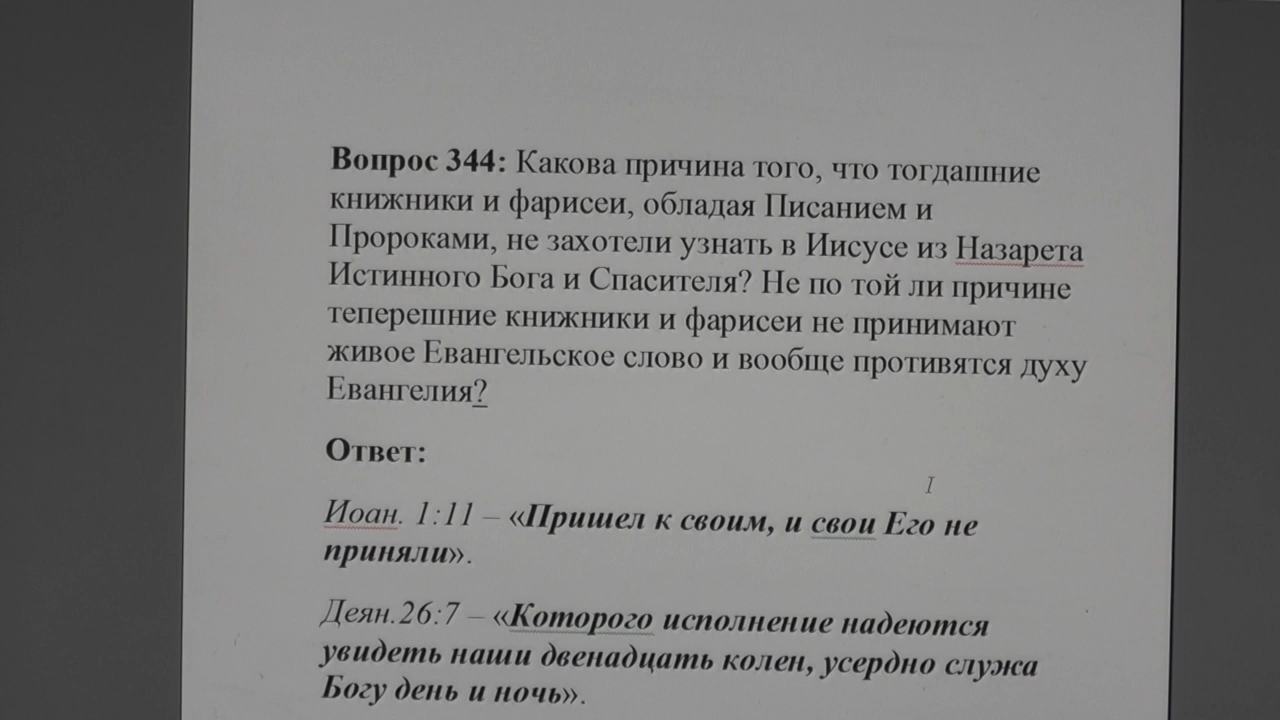 Вопрос 344: Какова причина того, что тогдашние
книжники и фарисеи, обладая Писанием и
Пророками, не захотели узнать в Иисусе из Назарета
Истинного Бога и Спасителя? Не по той ли причине
теперешние книжники и фарисеи не принимают
живое Евангельское слово и вообще противятся духу
Евангелия?
Ответ:
Иоан. 1:11 – «Пришел к своим, и свои Его не
приняли».
Деян.26:7 – «Которого исполнение надеются
увидеть наши двенадцать колен, усердно служа
Богу день и ночь».